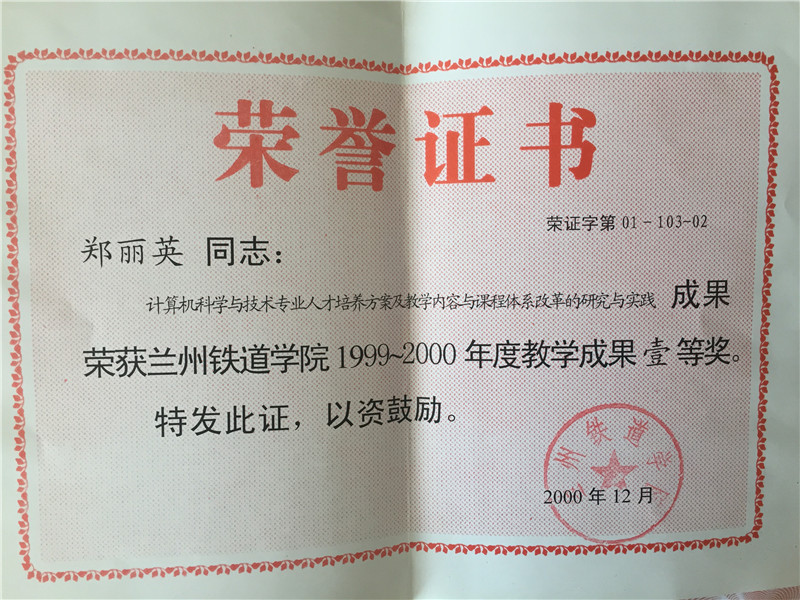 荣誉证书
荣证字第 01-103-02
郑丽英 同志：
计算机科学与技术专业人才培养方案及教学内容与课程体系改革的研究与实践 成果
荣获兰州铁道学院 1999~2000 年度教学成果 壹 等奖。
特发此证，以资鼓励。
州铁道学
2000 年 12 月